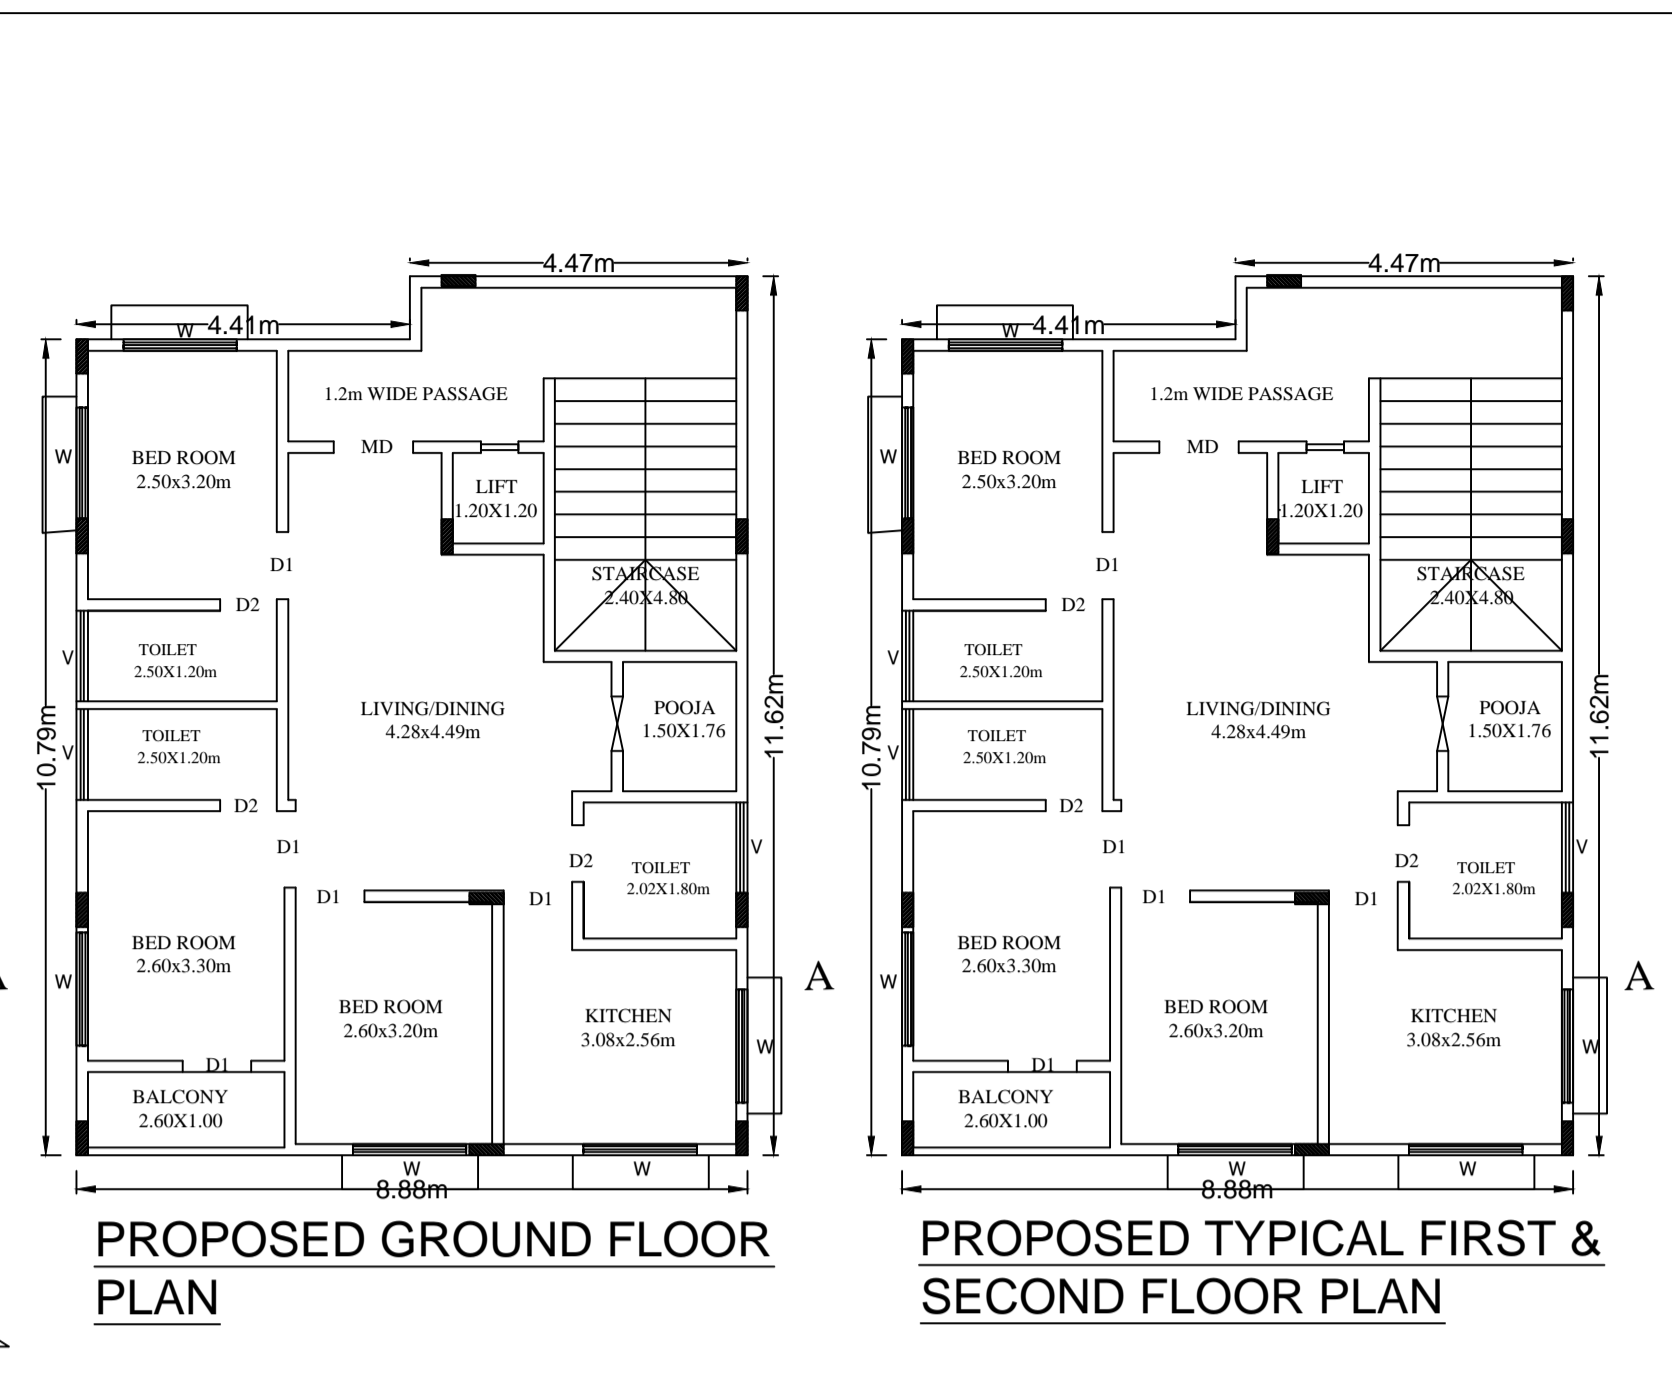 4.47m
4.41m
W
1.2m WIDE PASSAGE
MD
W
BED ROOM
2.50x3.20m
LIFT
1.20X1.20
D1
STAIRCASE
2.40X4.80
D2
TOILET
2.50X1.20m
V
LIVING/DINING
4.28x4.49m
POOJA
1.50X1.76
11.62m
10.79m
TOILET
2.50X1.20m
V
D2
D1
V
D2
TOILET
2.02X1.80m
D1
D1
BED ROOM
2.60x3.30m
W
A
BED ROOM
2.60x3.20m
KITCHEN
3.08x2.56m
W
D1
BALCONY
2.60X1.00
W
W
8.88m
PROPOSED GROUND FLOOR
PLAN
4.47m
4.41m
W
1.2m WIDE PASSAGE
MD
W
BED ROOM
2.50x3.20m
LIFT
1.20X1.20
D1
STAIRCASE
2.40X4.80
D2
TOILET
2.50X1.20m
V
LIVING/DINING
4.28x4.49m
POOJA
1.50X1.76
11.62m
10.79m
TOILET
2.50X1.20m
V
D2
D1
V
D2
TOILET
2.02X1.80m
D1
D1
BED ROOM
2.60x3.30m
W
A
BED ROOM
2.60x3.20m
KITCHEN
3.08x2.56m
W
D1
BALCONY
2.60X1.00
W
W
8.88m
PROPOSED TYPICAL FIRST &
SECOND FLOOR PLAN